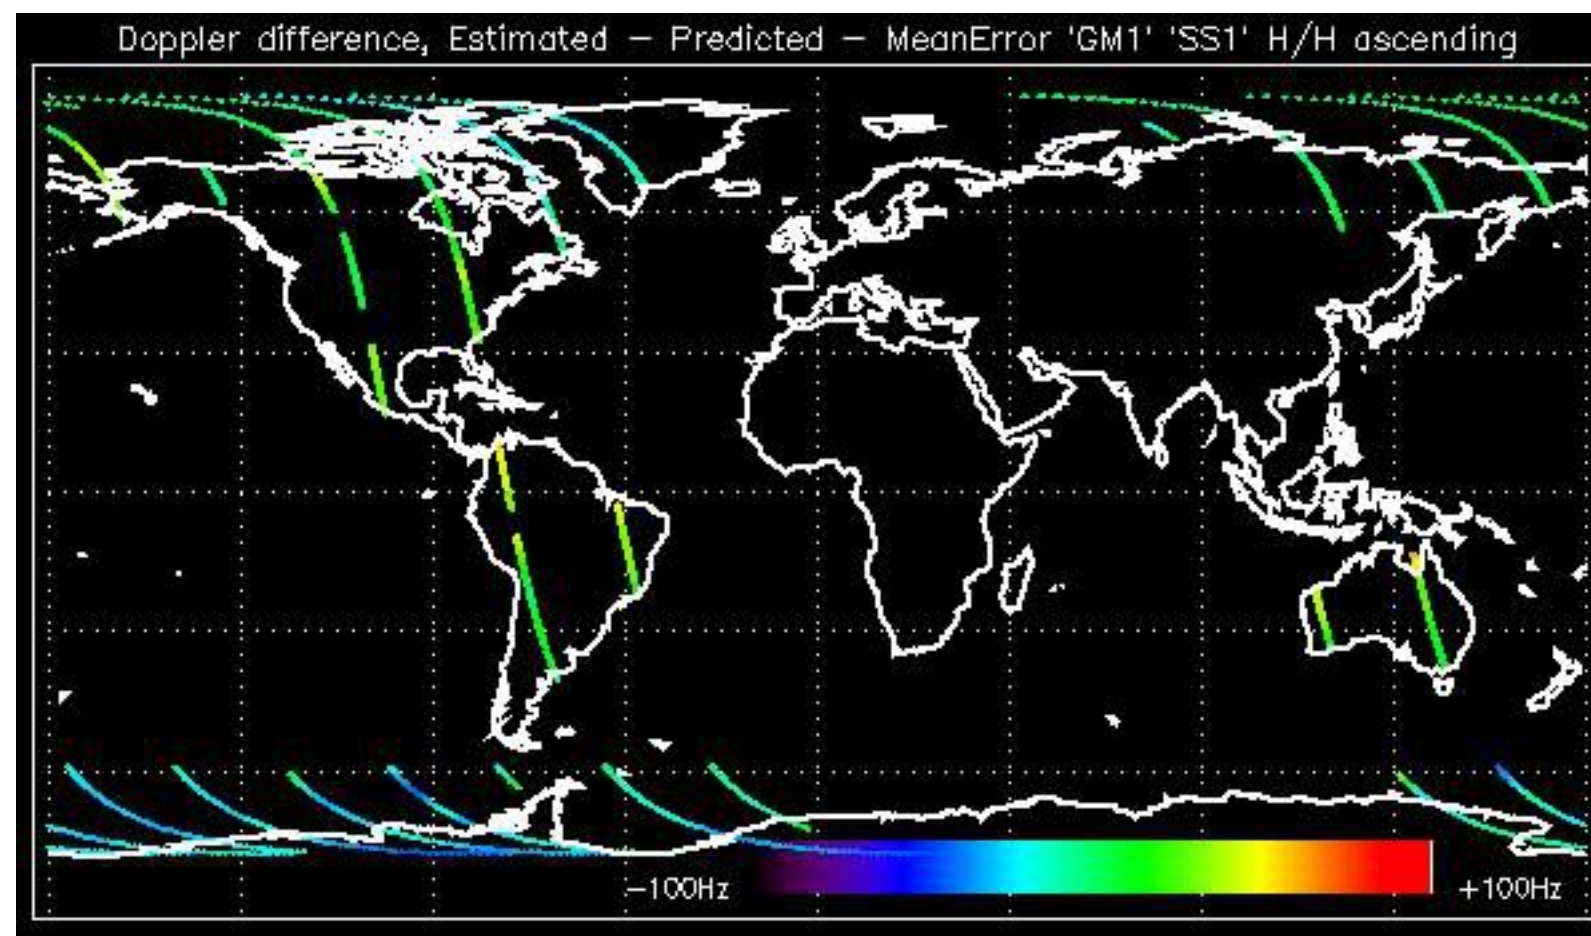 Doppler difference, Estimated – Predicted – MeanError 'GM1' 'SS1' H/H ascending
–100Hz +100Hz